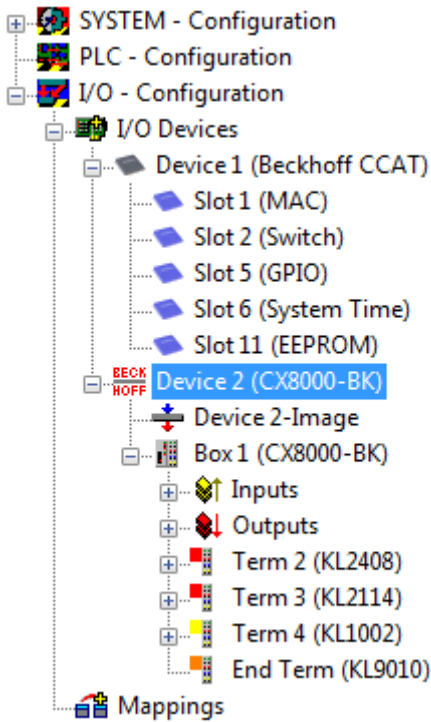 SYSTEM - Configuration
PLC - Configuration
I/O - Configuration
I/O Devices
Device 1 (Beckhoff CCAT)
Slot 1 (MAC)
Slot 2 (Switch)
Slot 5 (GPIO)
Slot 6 (System Time)
Slot 11 (EEPROM)
BECK
HOFF
Device 2 (CX8000-BK)
Device 2-Image
Box 1 (CX8000-BK)
Inputs
Outputs
Term 2 (KL2408)
Term 3 (KL2114)
Term 4 (KL1002)
End Term (KL9010)
Mappings